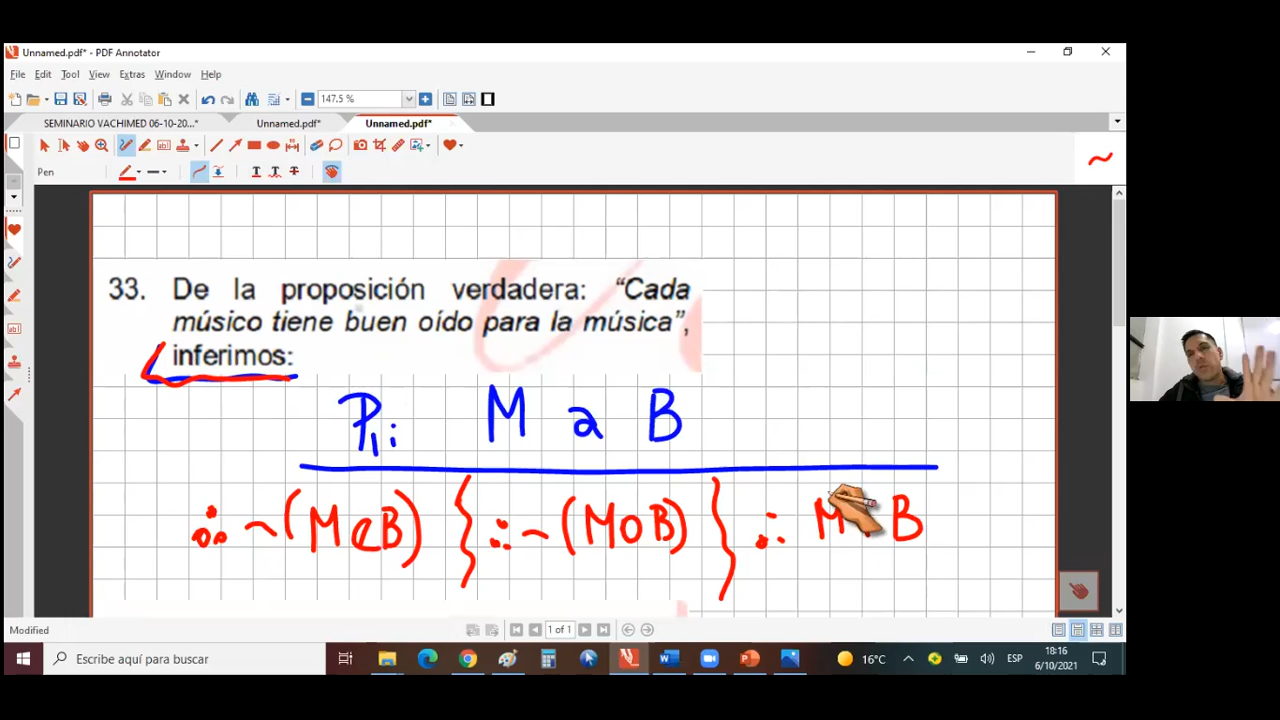 Unnamed.pdf* - PDF Annotator
File Edit Tool View Extras Window Help
147.5 %
SEMINARIO VACHIMED 06-10-20...* Unnamed.pdf* Unnamed.pdf*
Pen
33. De la proposición verdadera: “Cada
músico tiene buen oído para la música”,
inferimos:
P₁: M a B
∴ ~(M e B) } ∴ ~(M o B) } ∴ M B
Modified
1 of 1
Escribe aquí para buscar
16°C
ESP
18:16
6/10/2021